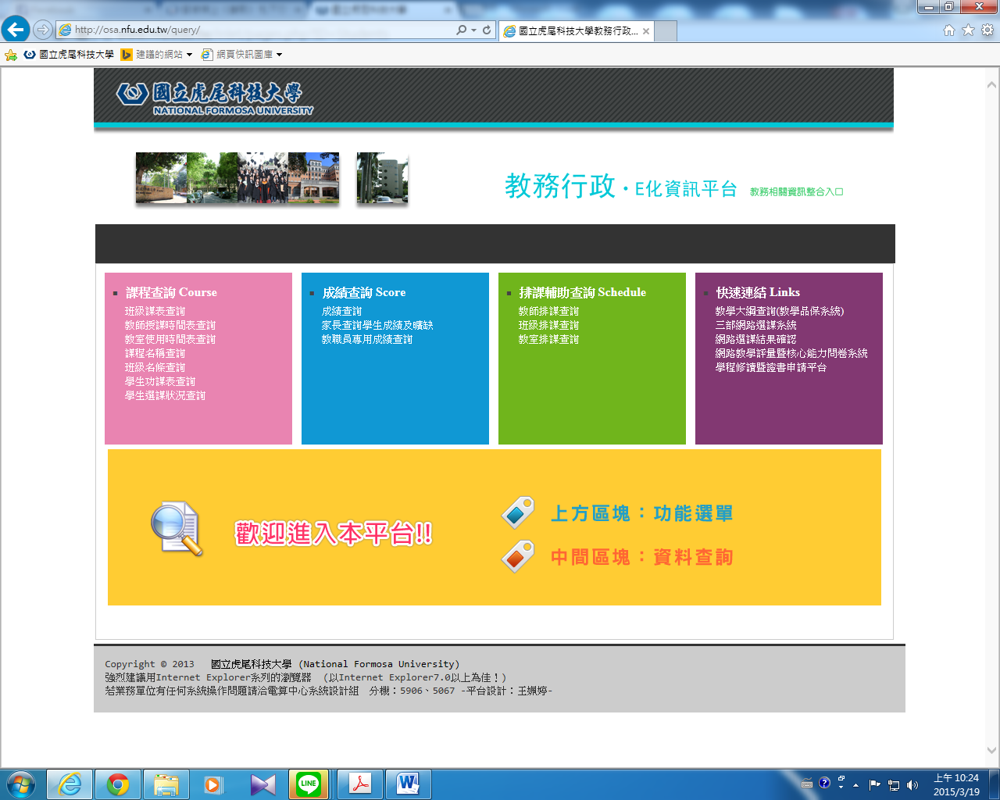 http://osa.nfu.edu.tw/query/
國立虎尾科技大學教務行政...
國立虎尾科技大學
建議的網站
網頁快訊圖庫
國立虎尾科技大學
NATIONAL FORMOSA UNIVERSITY
教務行政・E化資訊平台 教務相關資訊整合入口
課程查詢 Course
班級課表查詢
教師授課時間表查詢
教室使用時間表查詢
課程名稱查詢
班級名條查詢
學生功課表查詢
學生選課狀況查詢
成績查詢 Score
成績查詢
家長查詢學生成績及曠缺
教職員專用成績查詢
排課輔助查詢 Schedule
教師排課查詢
班級排課查詢
教室排課查詢
快速連結 Links
教學大綱查詢(教學品保系統)
三部網路選課系統
網路選課結果確認
網路教學評量暨核心能力問卷系統
學程修讀暨證書申請平台
歡迎進入本平台!!
上方區塊：功能選單
中間區塊：資料查詢
Copyright © 2013 國立虎尾科技大學 (National Formosa University)
強烈建議用Internet Explorer系列的瀏覽器 (以Internet Explorer7.0以上為佳！)
若業務單位有任何系統操作問題請洽電算中心系統設計組 分機：5906、5067 -平台設計：王姵婷-
LINE
上午 10:24
2015/3/19